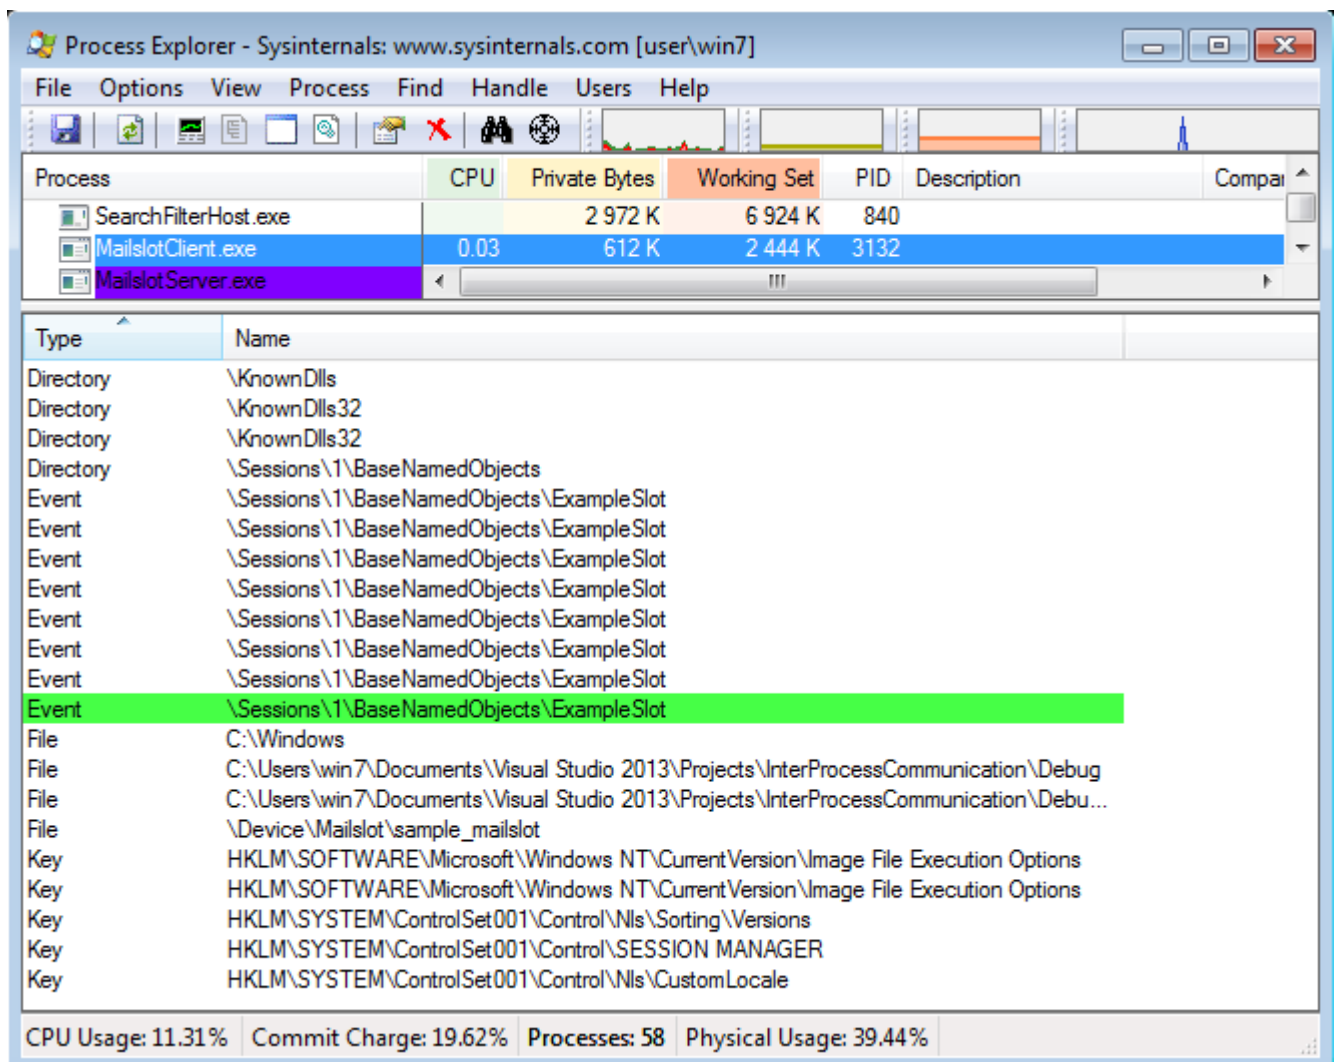 Process Explorer - Sysinternals: www.sysinternals.com [user\win7]
File Options View Process Find Handle Users Help
Process CPU Private Bytes Working Set PID Description Compa
SearchFilterHost.exe 2 972 K 6 924 K 840
MailslotClient.exe 0.03 612 K 2 444 K 3132
MailslotServer.exe
Type Name
Directory \KnownDlls
Directory \KnownDlls32
Directory \KnownDlls32
Directory \Sessions\1\BaseNamedObjects
Event \Sessions\1\BaseNamedObjects\ExampleSlot
Event \Sessions\1\BaseNamedObjects\ExampleSlot
Event \Sessions\1\BaseNamedObjects\ExampleSlot
Event \Sessions\1\BaseNamedObjects\ExampleSlot
Event \Sessions\1\BaseNamedObjects\ExampleSlot
Event \Sessions\1\BaseNamedObjects\ExampleSlot
Event \Sessions\1\BaseNamedObjects\ExampleSlot
Event \Sessions\1\BaseNamedObjects\ExampleSlot
File C:\Windows
File C:\Users\win7\Documents\Visual Studio 2013\Projects\InterProcessCommunication\Debug
File C:\Users\win7\Documents\Visual Studio 2013\Projects\InterProcessCommunication\Debu...
File \Device\Mailslot\sample_mailslot
Key HKLM\SOFTWARE\Microsoft\Windows NT\CurrentVersion\Image File Execution Options
Key HKLM\SOFTWARE\Microsoft\Windows NT\CurrentVersion\Image File Execution Options
Key HKLM\SYSTEM\ControlSet001\Control\Nls\Sorting\Versions
Key HKLM\SYSTEM\ControlSet001\Control\SESSION MANAGER
Key HKLM\SYSTEM\ControlSet001\Control\Nls\CustomLocale
CPU Usage: 11.31% Commit Charge: 19.62% Processes: 58 Physical Usage: 39.44%